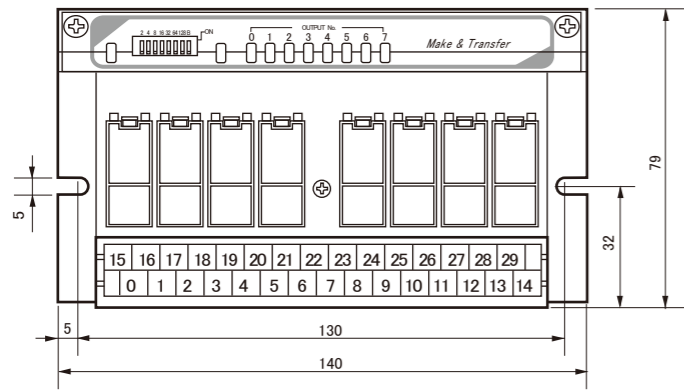 OUTPUT No.
2 4 8 16 32 64 128 B ON
0 1 2 3 4 5 6 7
Make & Transfer
79
5
32
15 16 17 18 19 20 21 22 23 24 25 26 27 28 29
0 1 2 3 4 5 6 7 8 9 10 11 12 13 14
5
130
140